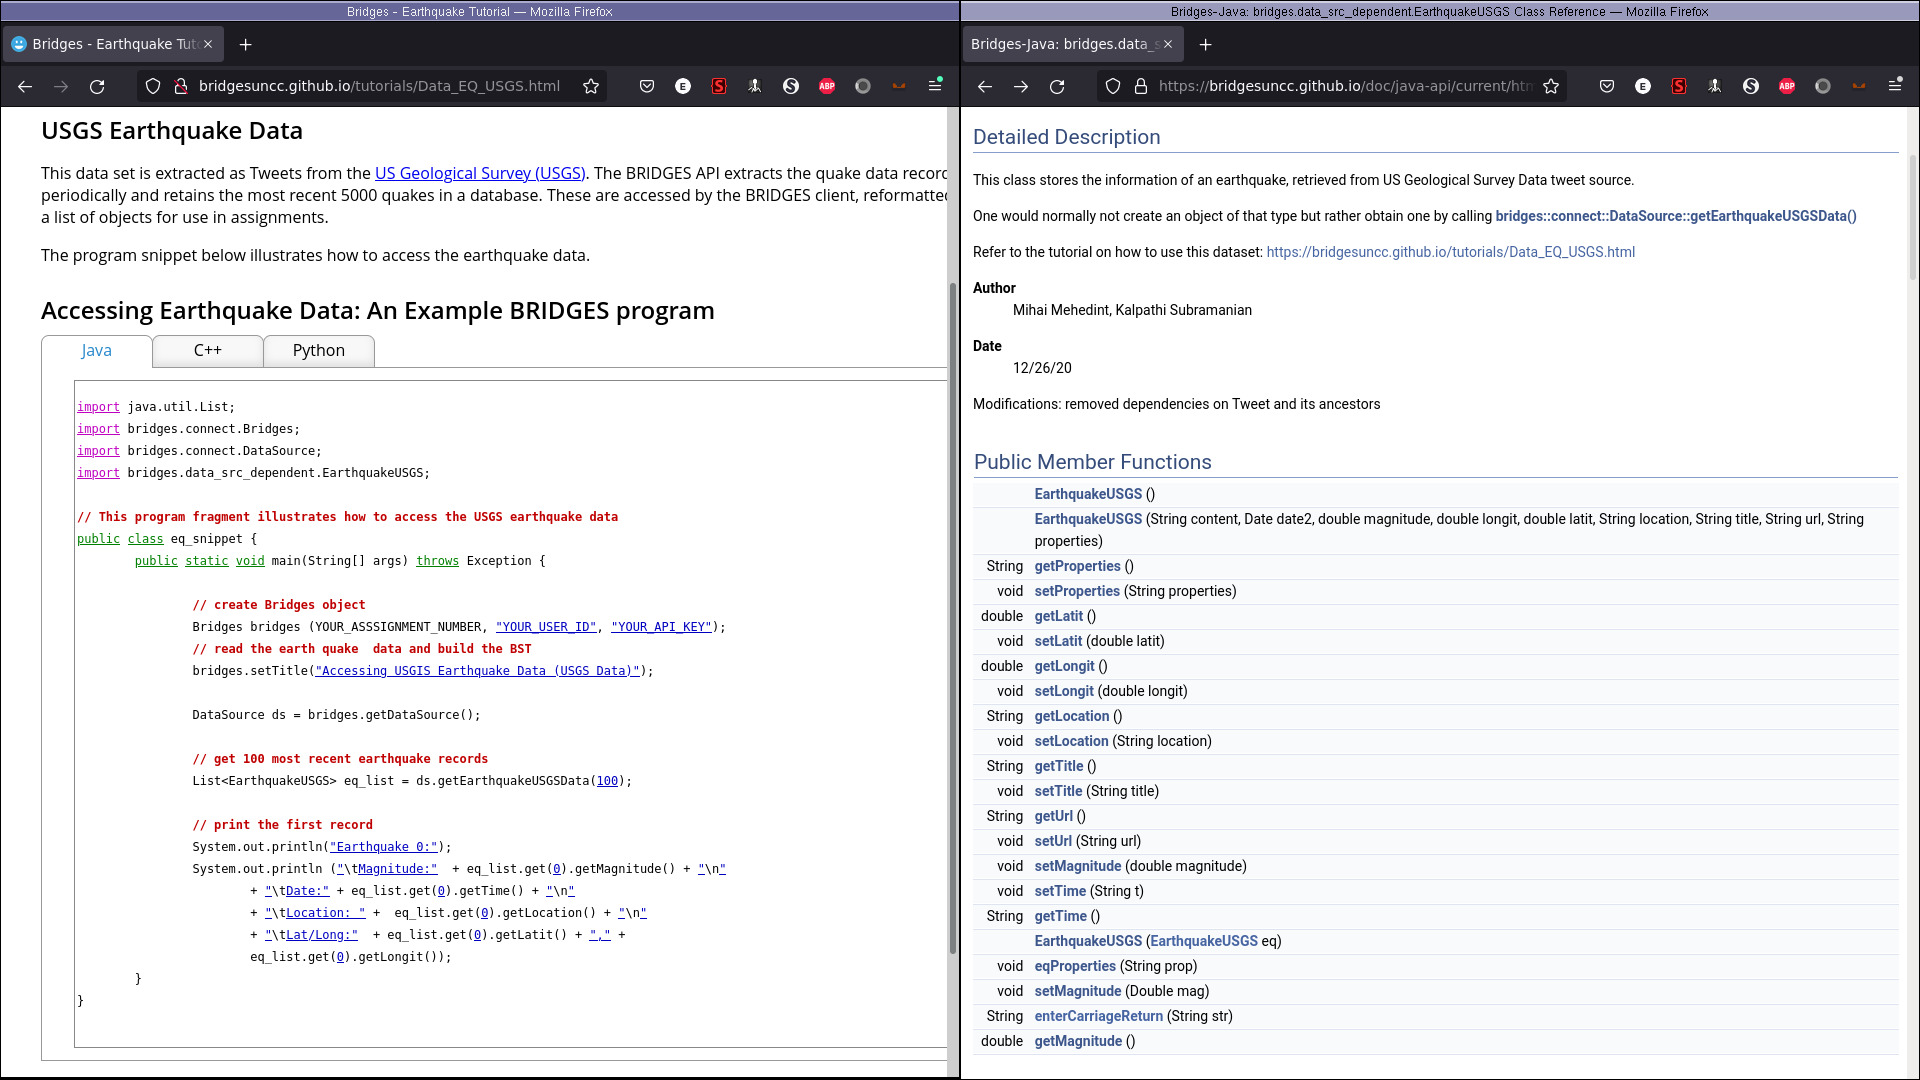 Bridges - Earthquake Tutorial — Mozilla Firefox
Bridges - Earthquake Tut
bridgesuncc.github.io/tutorials/Data_EQ_USGS.html
E
S
S
ABP
USGS Earthquake Data
This data set is extracted as Tweets from the US Geological Survey (USGS). The BRIDGES API extracts the quake data record
periodically and retains the most recent 5000 quakes in a database. These are accessed by the BRIDGES client, reformatted
a list of objects for use in assignments.
The program snippet below illustrates how to access the earthquake data.
Accessing Earthquake Data: An Example BRIDGES program
Java C++ Python
import java.util.List;
import bridges.connect.Bridges;
import bridges.connect.DataSource;
import bridges.data_src_dependent.EarthquakeUSGS;
// This program fragment illustrates how to access the USGS earthquake data
public class eq_snippet {
public static void main(String[] args) throws Exception {
// create Bridges object
Bridges bridges (YOUR_ASSSIGNMENT_NUMBER, "YOUR_USER_ID", "YOUR_API_KEY");
// read the earth quake  data and build the BST
bridges.setTitle("Accessing USGIS Earthquake Data (USGS Data)");
DataSource ds = bridges.getDataSource();
// get 100 most recent earthquake records
List<EarthquakeUSGS> eq_list = ds.getEarthquakeUSGSData(100);
// print the first record
System.out.println("Earthquake 0:");
System.out.println ("\tMagnitude:"  + eq_list.get(0).getMagnitude() + "\n"
+ "\tDate:" + eq_list.get(0).getTime() + "\n"
+ "\tLocation: " +  eq_list.get(0).getLocation() + "\n"
+ "\tLat/Long:"  + eq_list.get(0).getLatit() + "," +
eq_list.get(0).getLongit());
}
}
Bridges-Java: bridges.data_src_dependent.EarthquakeUSGS Class Reference — Mozilla Firefox
Bridges-Java: bridges.data_s
https://bridgesuncc.github.io/doc/java-api/current/htm
E
S
S
ABP
Detailed Description
This class stores the information of an earthquake, retrieved from US Geological Survey Data tweet source.
One would normally not create an object of that type but rather obtain one by calling bridges::connect::DataSource::getEarthquakeUSGSData()
Refer to the tutorial on how to use this dataset: https://bridgesuncc.github.io/tutorials/Data_EQ_USGS.html
Author
Mihai Mehedint, Kalpathi Subramanian
Date
12/26/20
Modifications: removed dependencies on Tweet and its ancestors
Public Member Functions
EarthquakeUSGS ()
EarthquakeUSGS (String content, Date date2, double magnitude, double longit, double latit, String location, String title, String url, String
properties)
String getProperties ()
void setProperties (String properties)
double getLatit ()
void setLatit (double latit)
double getLongit ()
void setLongit (double longit)
String getLocation ()
void setLocation (String location)
String getTitle ()
void setTitle (String title)
String getUrl ()
void setUrl (String url)
void setMagnitude (double magnitude)
void setTime (String t)
String getTime ()
EarthquakeUSGS (EarthquakeUSGS eq)
void eqProperties (String prop)
void setMagnitude (Double mag)
String enterCarriageReturn (String str)
double getMagnitude ()